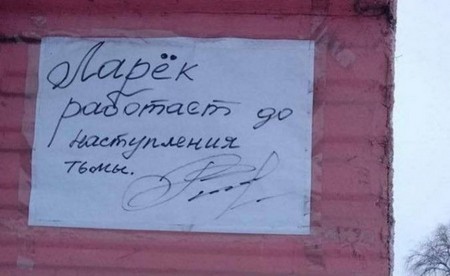 Ларёк
работает до
наступления
тьмы.